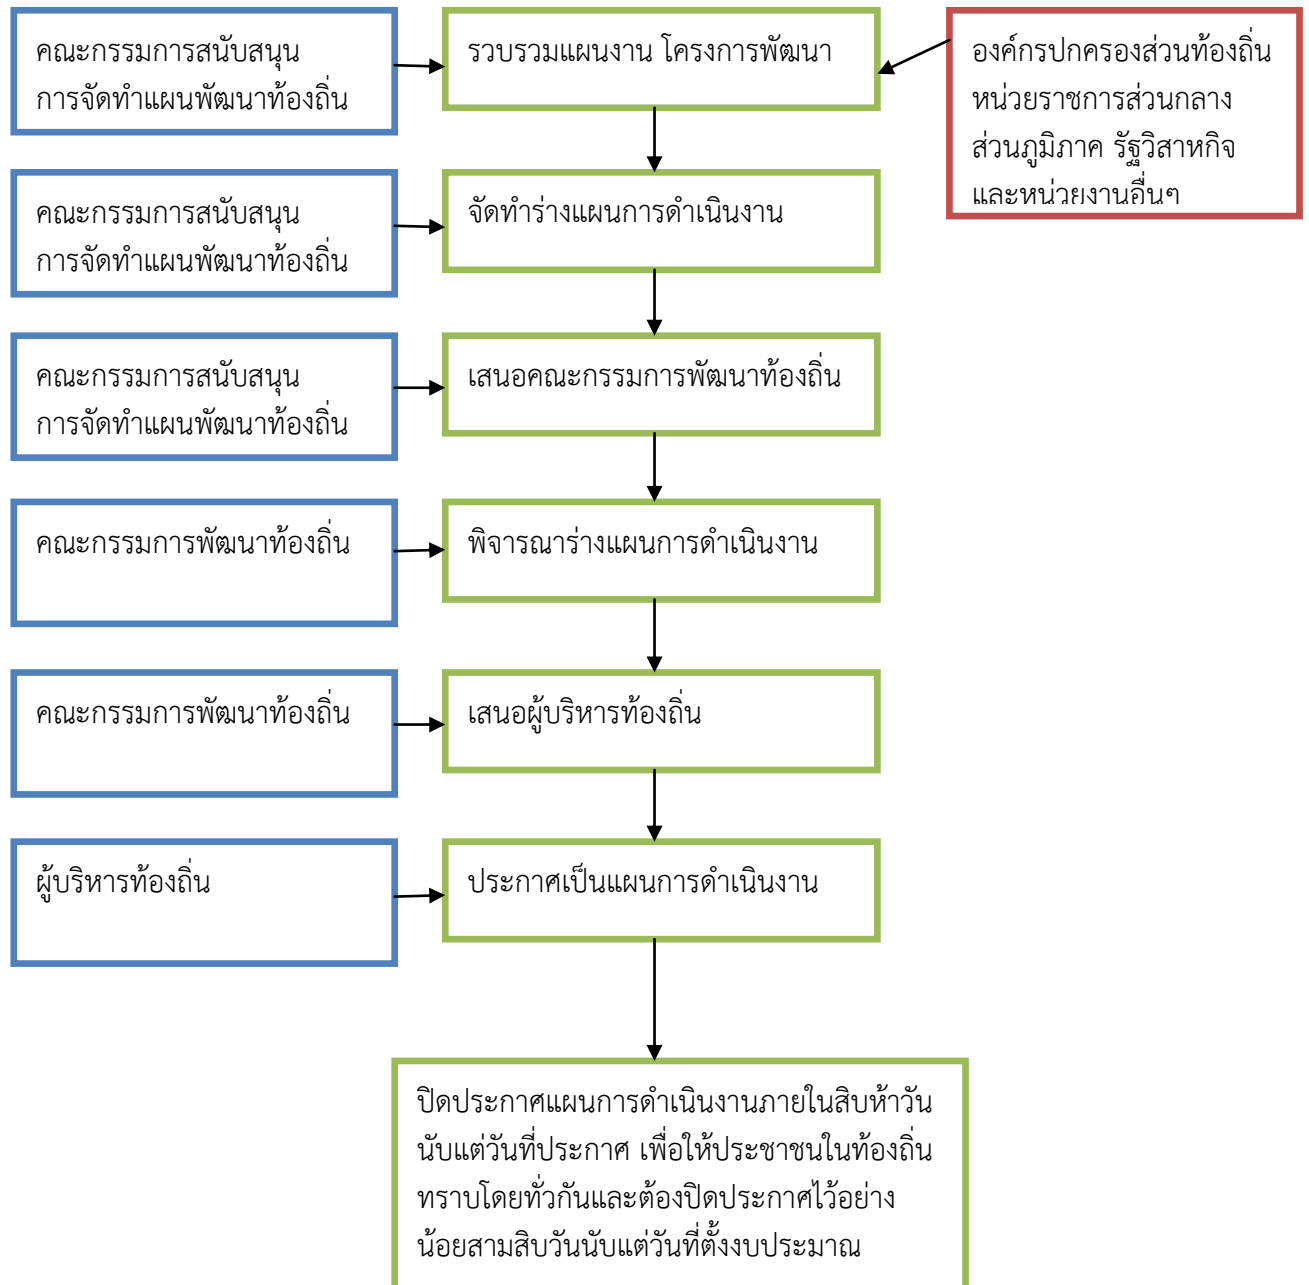 คณะกรรมการสนับสนุน
การจัดทำแผนพัฒนาท้องถิ่น
รวบรวมแผนงาน โครงการพัฒนา
องค์กรปกครองส่วนท้องถิ่น
หน่วยราชการส่วนกลาง
ส่วนภูมิภาค รัฐวิสาหกิจ
และหน่วยงานอื่นๆ
คณะกรรมการสนับสนุน
การจัดทำแผนพัฒนาท้องถิ่น
จัดทำร่างแผนการดำเนินงาน
คณะกรรมการสนับสนุน
การจัดทำแผนพัฒนาท้องถิ่น
เสนอคณะกรรมการพัฒนาท้องถิ่น
คณะกรรมการพัฒนาท้องถิ่น
พิจารณาร่างแผนการดำเนินงาน
คณะกรรมการพัฒนาท้องถิ่น
เสนอผู้บริหารท้องถิ่น
ผู้บริหารท้องถิ่น
ประกาศเป็นแผนการดำเนินงาน
ปิดประกาศแผนการดำเนินงานภายในสิบห้าวัน
นับแต่วันที่ประกาศ เพื่อให้ประชาชนในท้องถิ่น
ทราบโดยทั่วกันและต้องปิดประกาศไว้อย่าง
น้อยสามสิบวันนับแต่วันที่ตั้งงบประมาณ